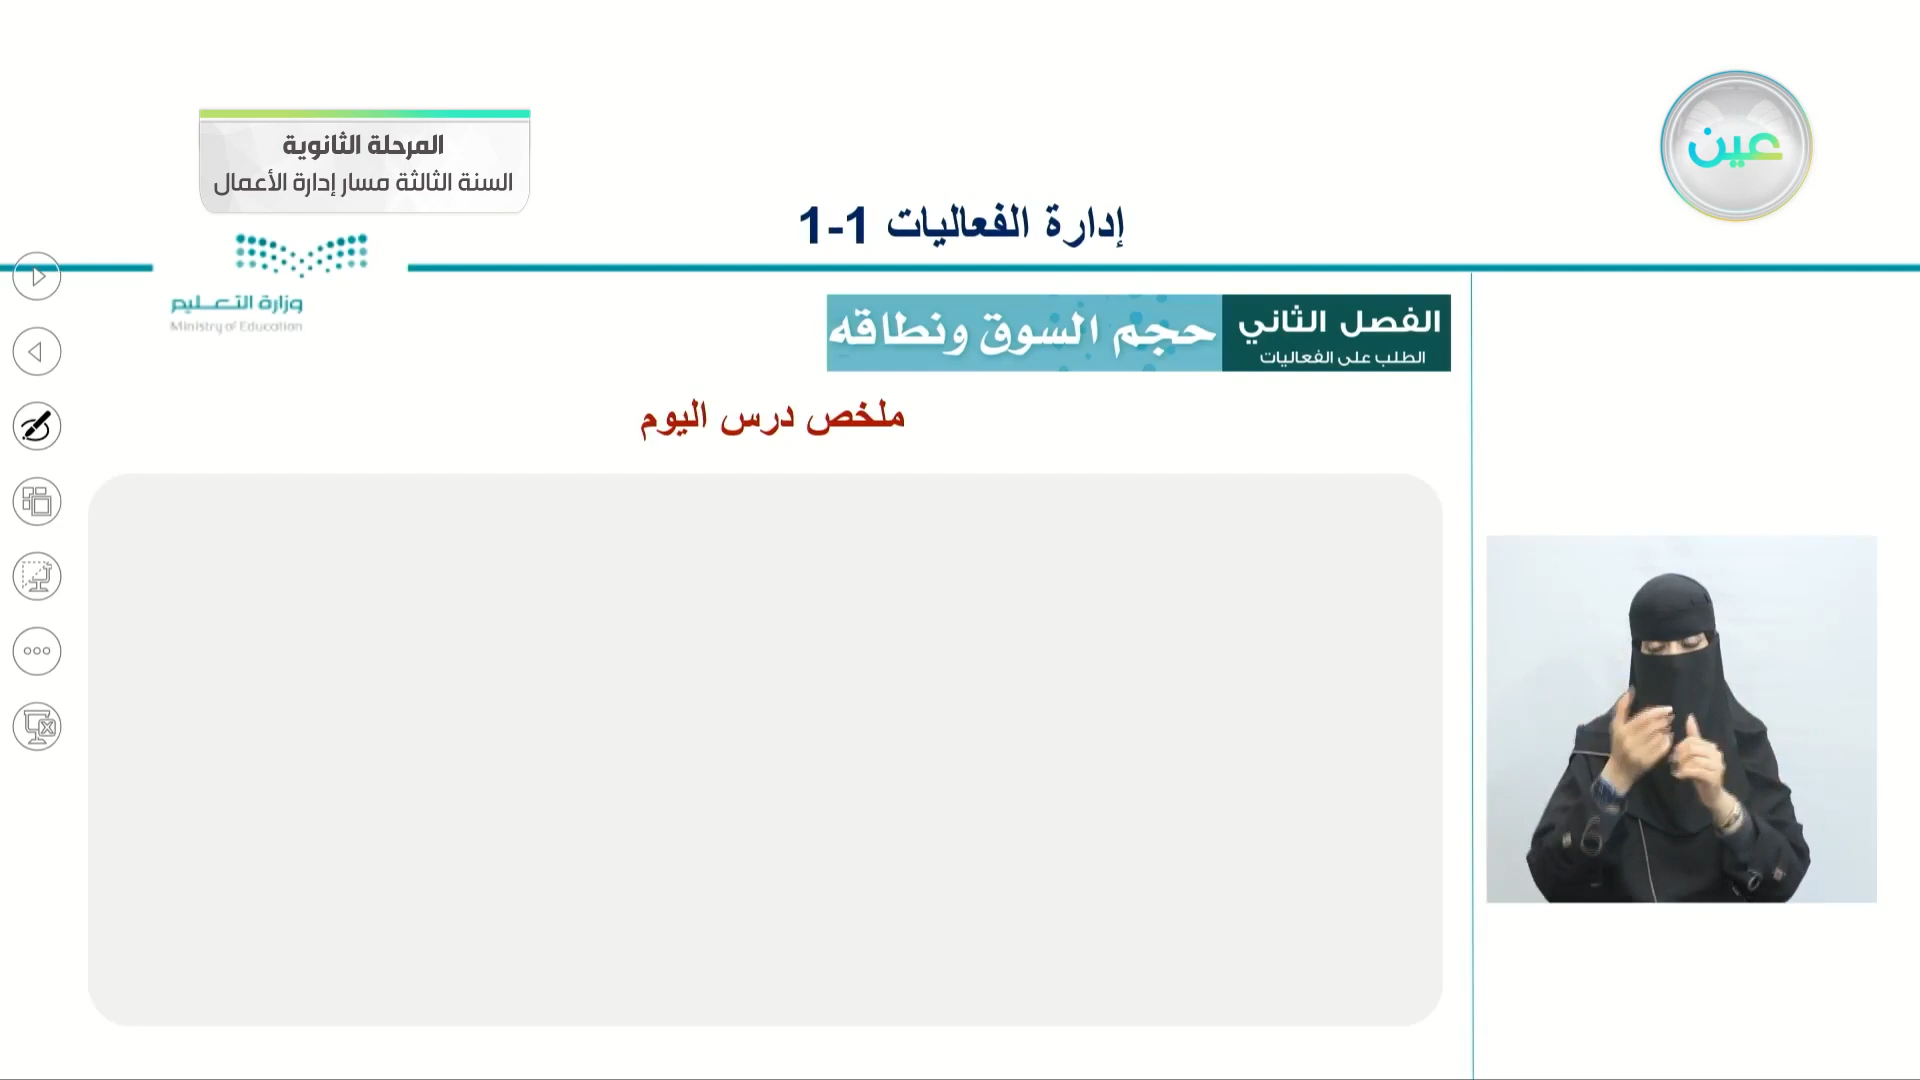 عين
المرحلة الثانوية
السنة الثالثة مسار إدارة الأعمال
إدارة الفعاليات 1-1
وزارة التعليم
Ministry of Education
الفصل الثاني
الطلب على الفعاليات
حجم السوق ونطاقه
ملخص درس اليوم